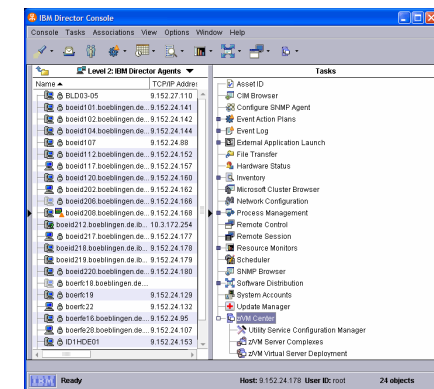 IBM Director Console
Console Tasks Associations View Options Window Help
Level 2: IBM Director Agents
Name TCP/IP Addre
BLD03-05 9.152.27.110
boeid101.boeblingen.de... 9.152.24.141
boeid102.boeblingen.de... 9.152.24.142
boeid104.boeblingen.de... 9.152.24.144
boeid107 9.152.24.88
boeid112.boeblingen.de... 9.152.24.152
boeid117.boeblingen.de... 9.152.24.157
boeid120.boeblingen.de... 9.152.24.160
boeid202.boeblingen.de... 9.152.24.162
boeid206.boeblingen.de... 9.152.24.166
boeid208.boeblingen.de... 9.152.24.168
boeid212.boeblingen.de.ib... 10.3.172.254
boeid217.boeblingen.de... 9.152.24.177
boeid218.boeblingen.de.ib... 9.152.24.178
boeid219.boeblingen.de.ib... 9.152.24.179
boeid220.boeblingen.de... 9.152.24.180
boerfc18.boeblingen.de...
boerfc19 9.152.24.129
boerfc22 9.152.24.132
boerfe16.boeblingen.de... 9.152.24.95
boerfe28.boeblingen.de... 9.152.24.107
ID1HDE01 9.152.24.153
Tasks
Asset ID
CIM Browser
Configure SNMP Agent
Event Action Plans
Event Log
External Application Launch
File Transfer
Hardware Status
Inventory
Microsoft Cluster Browser
Network Configuration
Process Management
Remote Control
Remote Session
Resource Monitors
Scheduler
SNMP Browser
Software Distribution
System Accounts
Update Manager
z/VM Center
Utility Service Configuration Manager
z/VM Server Complexes
z/VM Virtual Server Deployment
IBM Ready Host: 9.152.24.178 User ID: root 24 objects